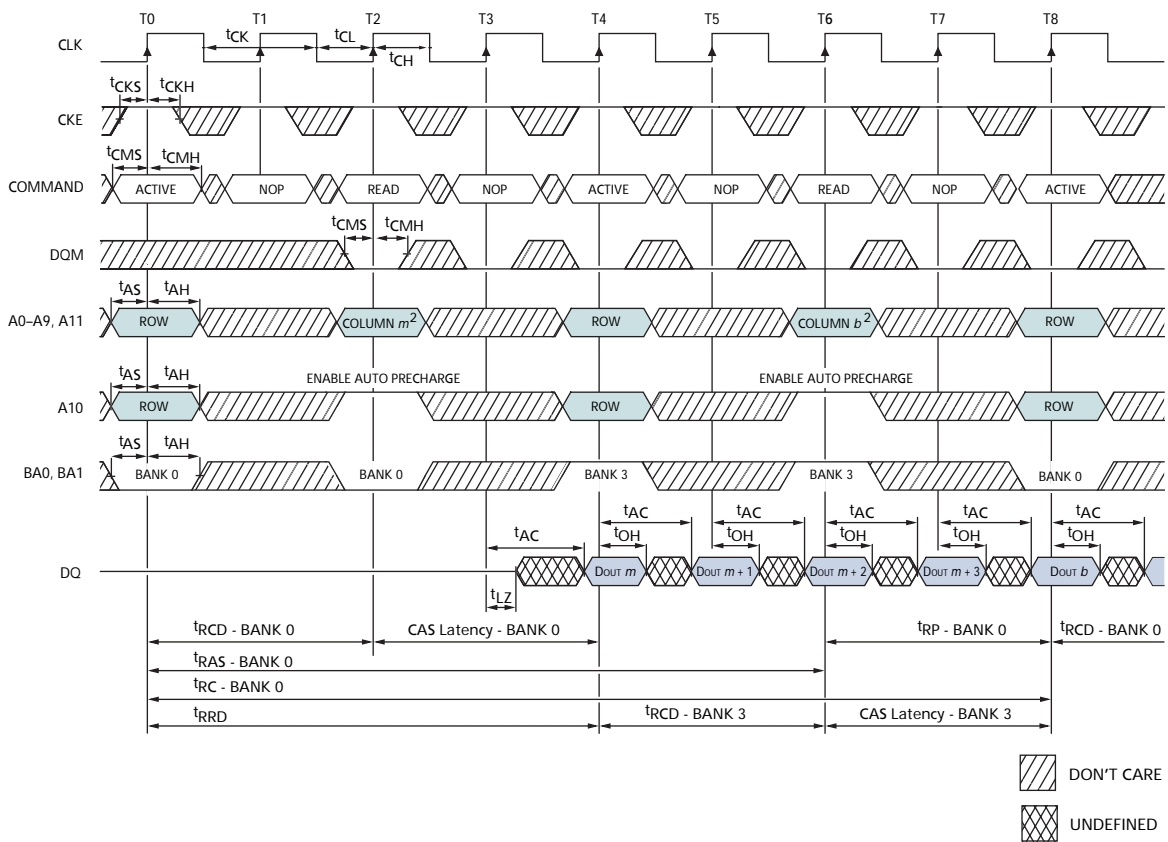 T0 T1 T2 T3 T4 T5 T6 T7 T8
CLK
tCK tCL
tCH
tCKS tCKH
CKE
tCMS tCMH
COMMAND ACTIVE NOP READ NOP ACTIVE NOP READ NOP ACTIVE
tCMS tCMH
DQM
tAS tAH
A0–A9, A11 ROW COLUMN m2 ROW COLUMN b2 ROW
tAS tAH ENABLE AUTO PRECHARGE ENABLE AUTO PRECHARGE
A10 ROW ROW ROW
tAS tAH
BA0, BA1 BANK 0 BANK 0 BANK 3 BANK 3 BANK 0
tAC tAC tAC tAC tAC tAC
tOH tOH tOH tOH tOH
DQ DOUT m DOUT m + 1 DOUT m + 2 DOUT m + 3 DOUT b
tLZ
tRCD - BANK 0 CAS Latency - BANK 0 tRP - BANK 0 tRCD - BANK 0
tRAS - BANK 0
tRC - BANK 0
tRRD tRCD - BANK 3 CAS Latency - BANK 3
DON'T CARE
UNDEFINED